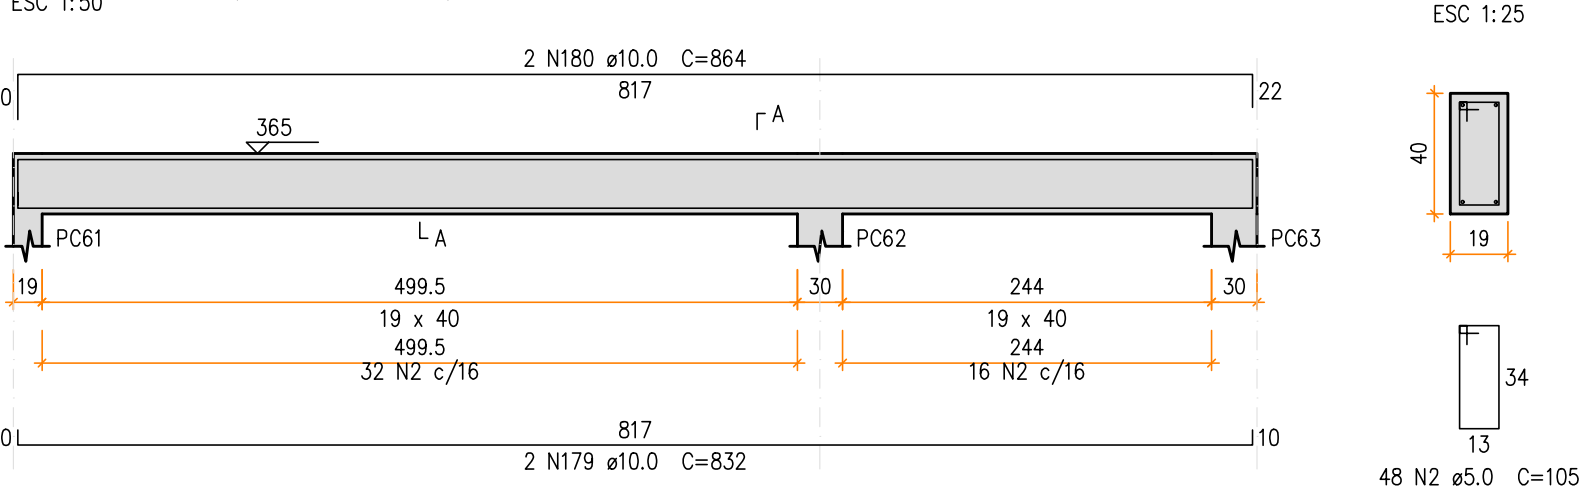 ESC 1:50
ESC 1:25
2 N180 ø10.0 C=864
817
0
22
A
365
40
A
PC61
PC62
PC63
19
19
499.5
30
244
30
19 x 40
19 x 40
499.5
244
32 N2 c/16
16 N2 c/16
34
0
817
10
13
2 N179 ø10.0 C=832
48 N2 ø5.0 C=105